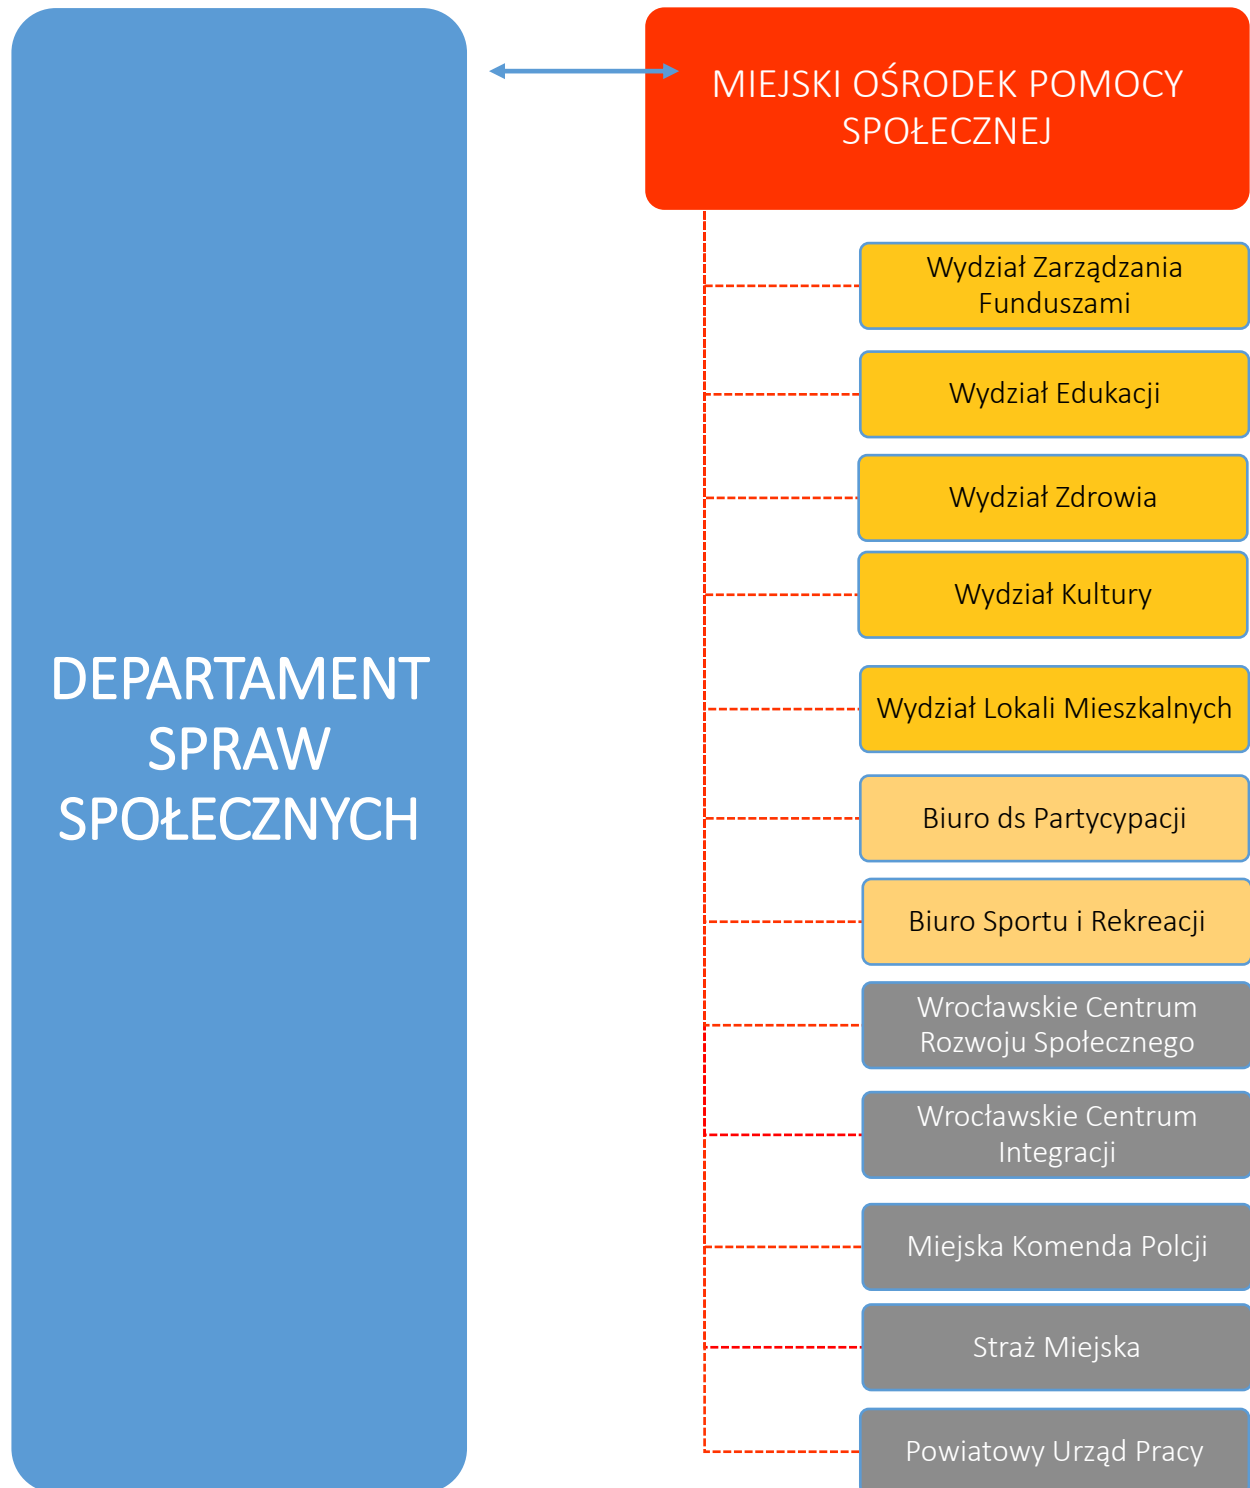 DEPARTAMENT
SPRAW
SPOŁECZNYCH
MIEJSKI OŚRODEK POMOCY
SPOŁECZNEJ
Wydział Zarządzania
Funduszami
Wydział Edukacji
Wydział Zdrowia
Wydział Kultury
Wydział Lokali Mieszkalnych
Biuro ds Partycypacji
Biuro Sportu i Rekreacji
Wrocławskie Centrum
Rozwoju Społecznego
Wrocławskie Centrum
Integracji
Miejska Komenda Polcji
Straż Miejska
Powiatowy Urząd Pracy